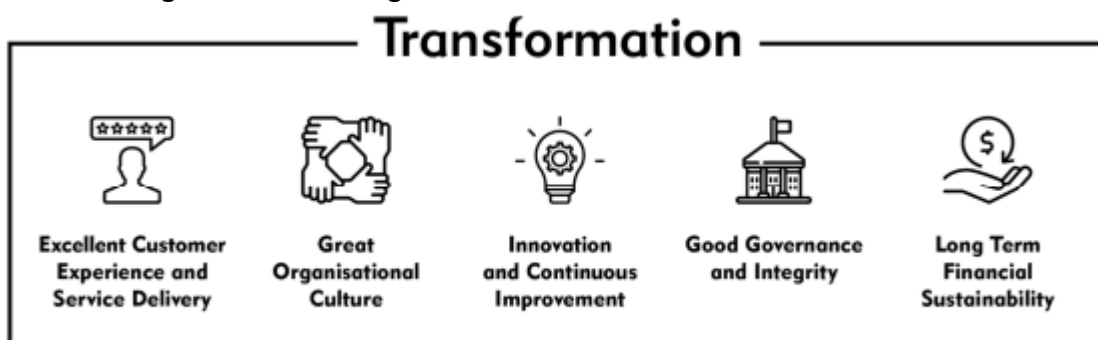 Transformation
Excellent Customer
Experience and
Service Delivery
Great
Organisational
Culture
Innovation
and Continuous
Improvement
Good Governance
and Integrity
Long Term
Financial
Sustainability